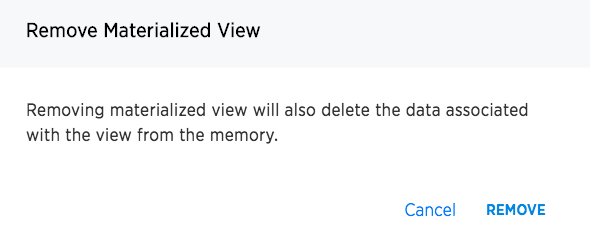 Remove Materialized View
Removing materialized view will also delete the data associated
with the view from the memory.
Cancel REMOVE